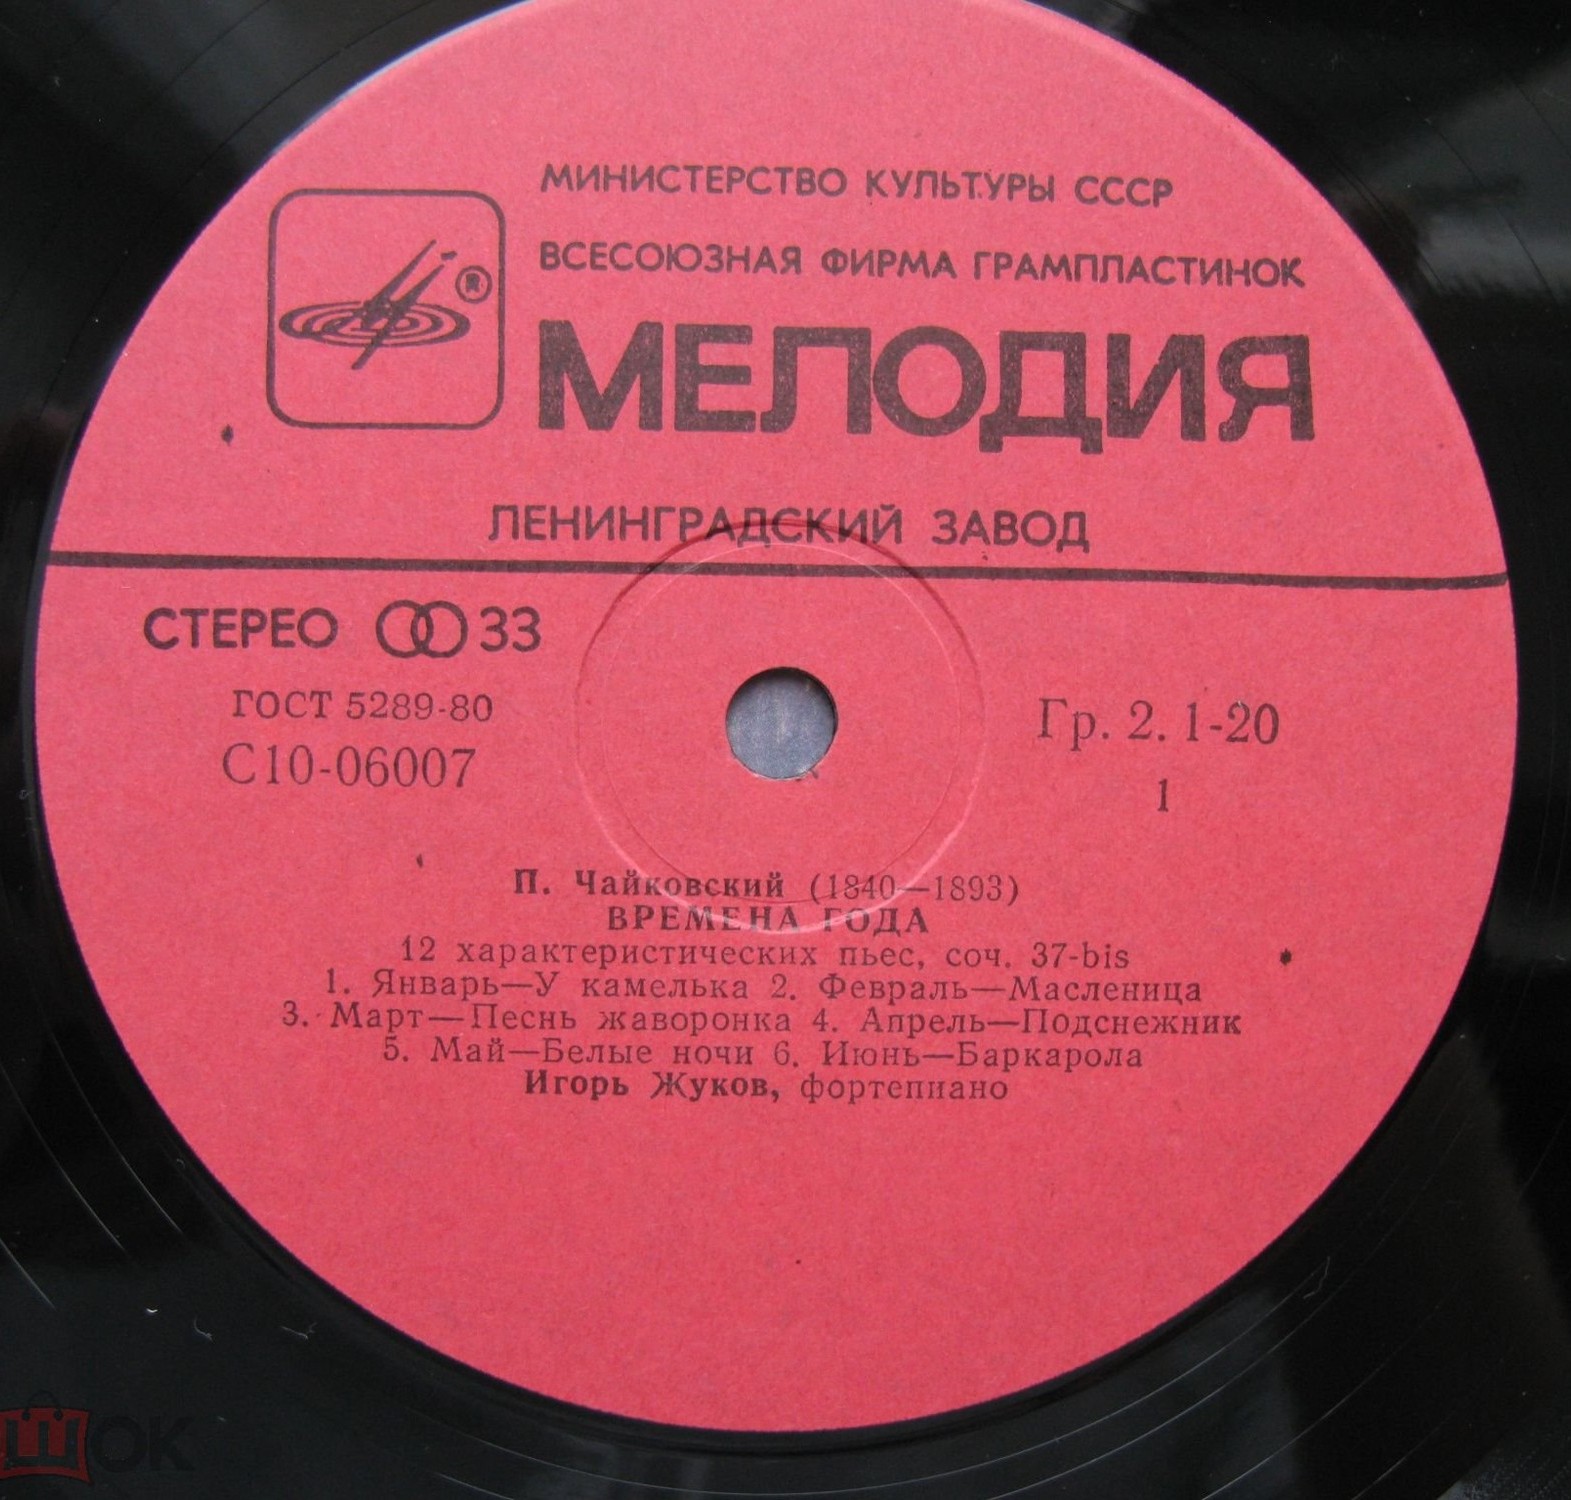 МИНИСТЕРСТВО КУЛЬТУРЫ СССР
ВСЕСОЮЗНАЯ ФИРМА ГРАМПЛАСТИНОК
®
МЕЛОДИЯ
ЛЕНИНГРАДСКИЙ ЗАВОД
СТЕРЕО 33
ГОСТ 5289-80
С10-06007
Гр. 2. 1-20
1
П. Чайковский (1840—1893)
ВРЕМЕНА ГОДА
12 характеристических пьес, соч. 37-bis
1. Январь—У камелька 2. Февраль—Масленица
3. Март—Песнь жаворонка 4. Апрель—Подснежник
5. Май—Белые ночи 6. Июнь—Баркарола
Игорь Жуков, фортепиано
ШОК